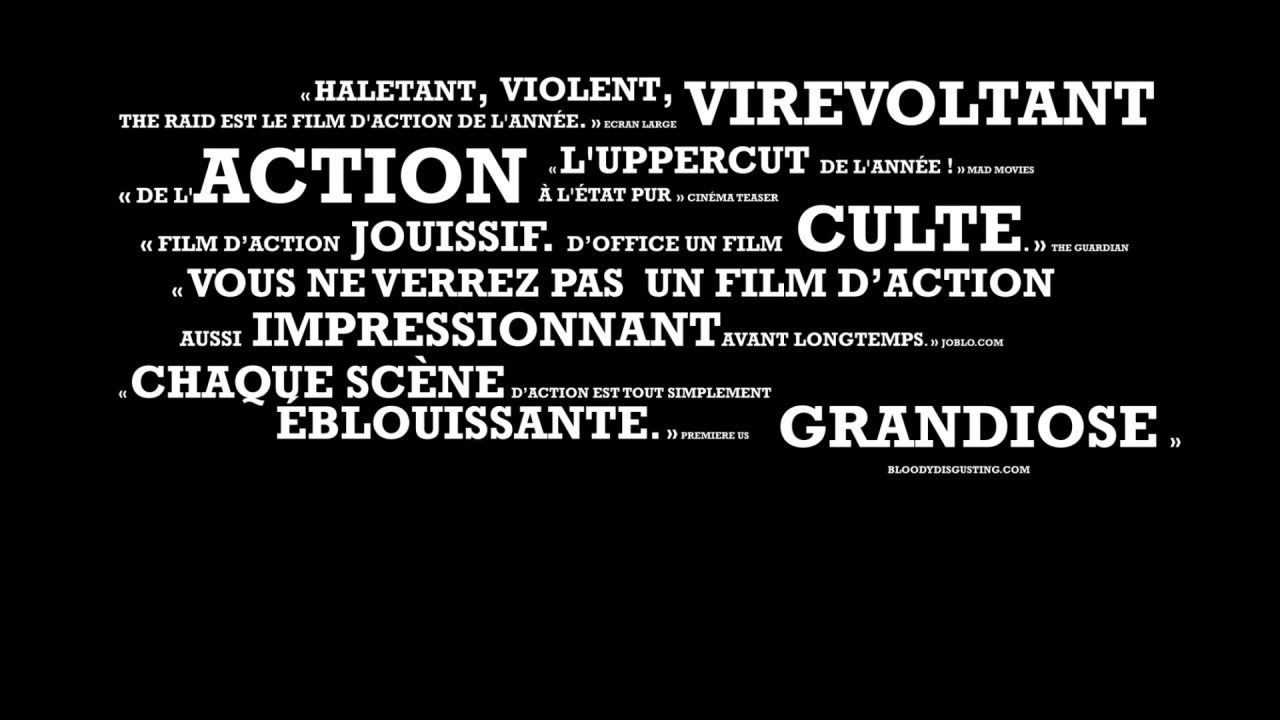 « HALETANT, VIOLENT, VIREVOLTANT
THE RAID EST LE FILM D'ACTION DE L'ANNÉE. » ECRAN LARGE
« L'UPPERCUT DE L'ANNÉE ! » MAD MOVIES
« DE L'ACTION À L'ÉTAT PUR » CINÉMA TEASER
« FILM D’ACTION JOUISSIF. D’OFFICE UN FILM CULTE. » THE GUARDIAN
« VOUS NE VERREZ PAS UN FILM D’ACTION
AUSSI IMPRESSIONNANT AVANT LONGTEMPS. » JOBLO.COM
« CHAQUE SCÈNE D’ACTION EST TOUT SIMPLEMENT
ÉBLOUISSANTE. » PREMIERE US
GRANDIOSE »
BLOODYDISGUSTING.COM